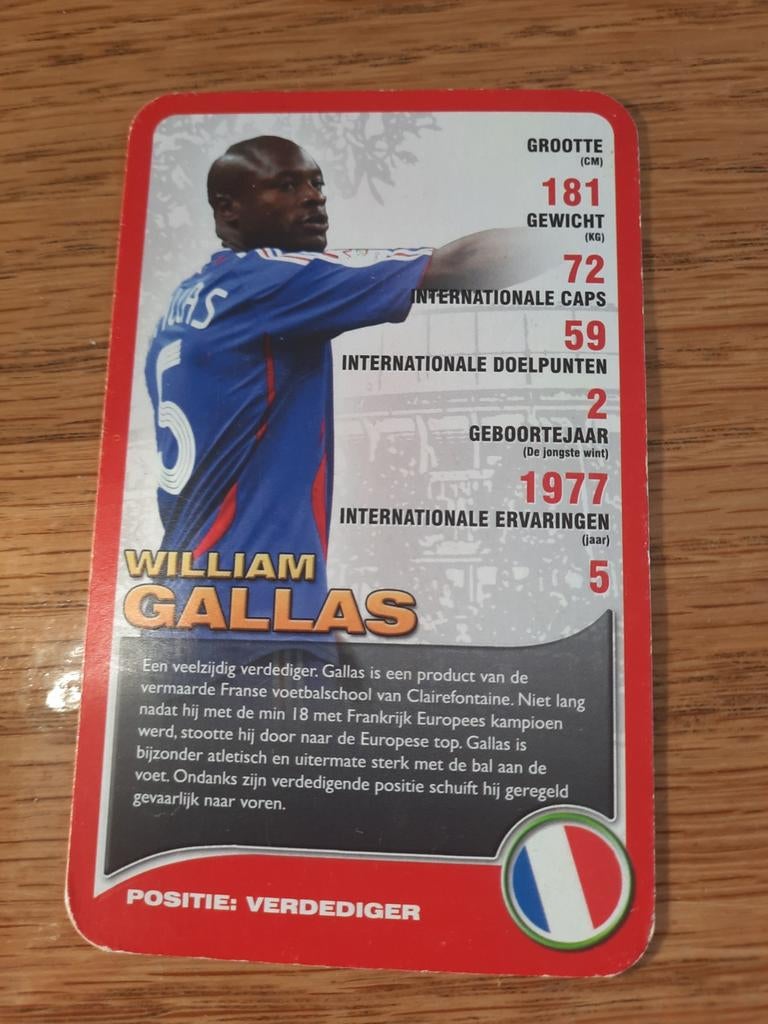 GROOTTE
(CM)
181
GEWICHT
(KG)
72
INTERNATIONALE CAPS
59
INTERNATIONALE DOELPUNTEN
2
GEBOORTEJAAR
(De jongste wint)
1977
INTERNATIONALE ERVARINGEN
(jaar)
5
5
WILLIAM
GALLAS
Een veelzijdig verdediger. Gallas is een product van de
vermaarde Franse voetbalschool van Clairefontaine. Niet lang
nadat hij met de min 18 met Frankrijk Europees kampioen
werd, stootte hij door naar de Europese top. Gallas is
bijzonder atletisch en uitermate sterk met de bal aan de
voet. Ondanks zijn verdedigende positie schuift hij geregeld
gevaarlijk naar voren.
POSITIE: VERDEDIGER